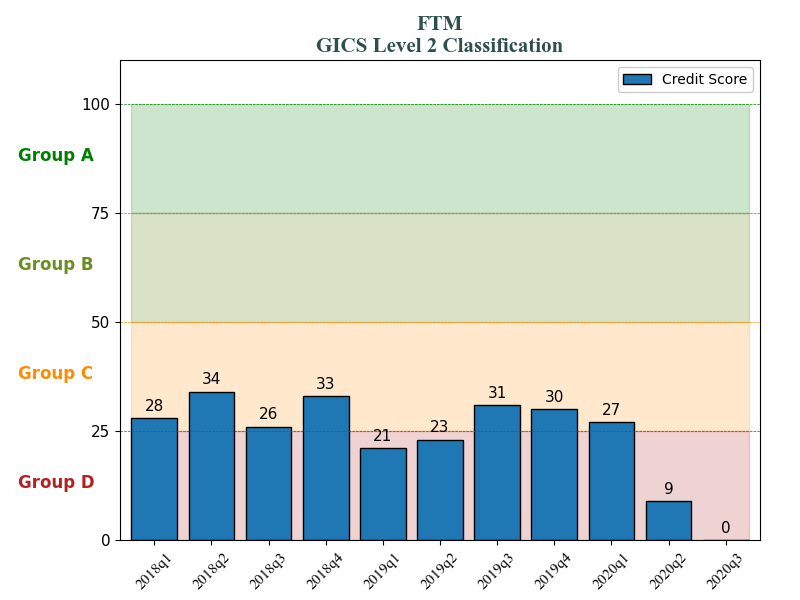 FTM
GICS Level 2 Classification
Credit Score
100
Group A
75
Group B
50
Group C
34
33
31
30
28
27
26
25
23
21
Group D
9
0
0
2018q1 2018q2 2018q3 2018q4 2019q1 2019q2 2019q3 2019q4 2020q1 2020q2 2020q3